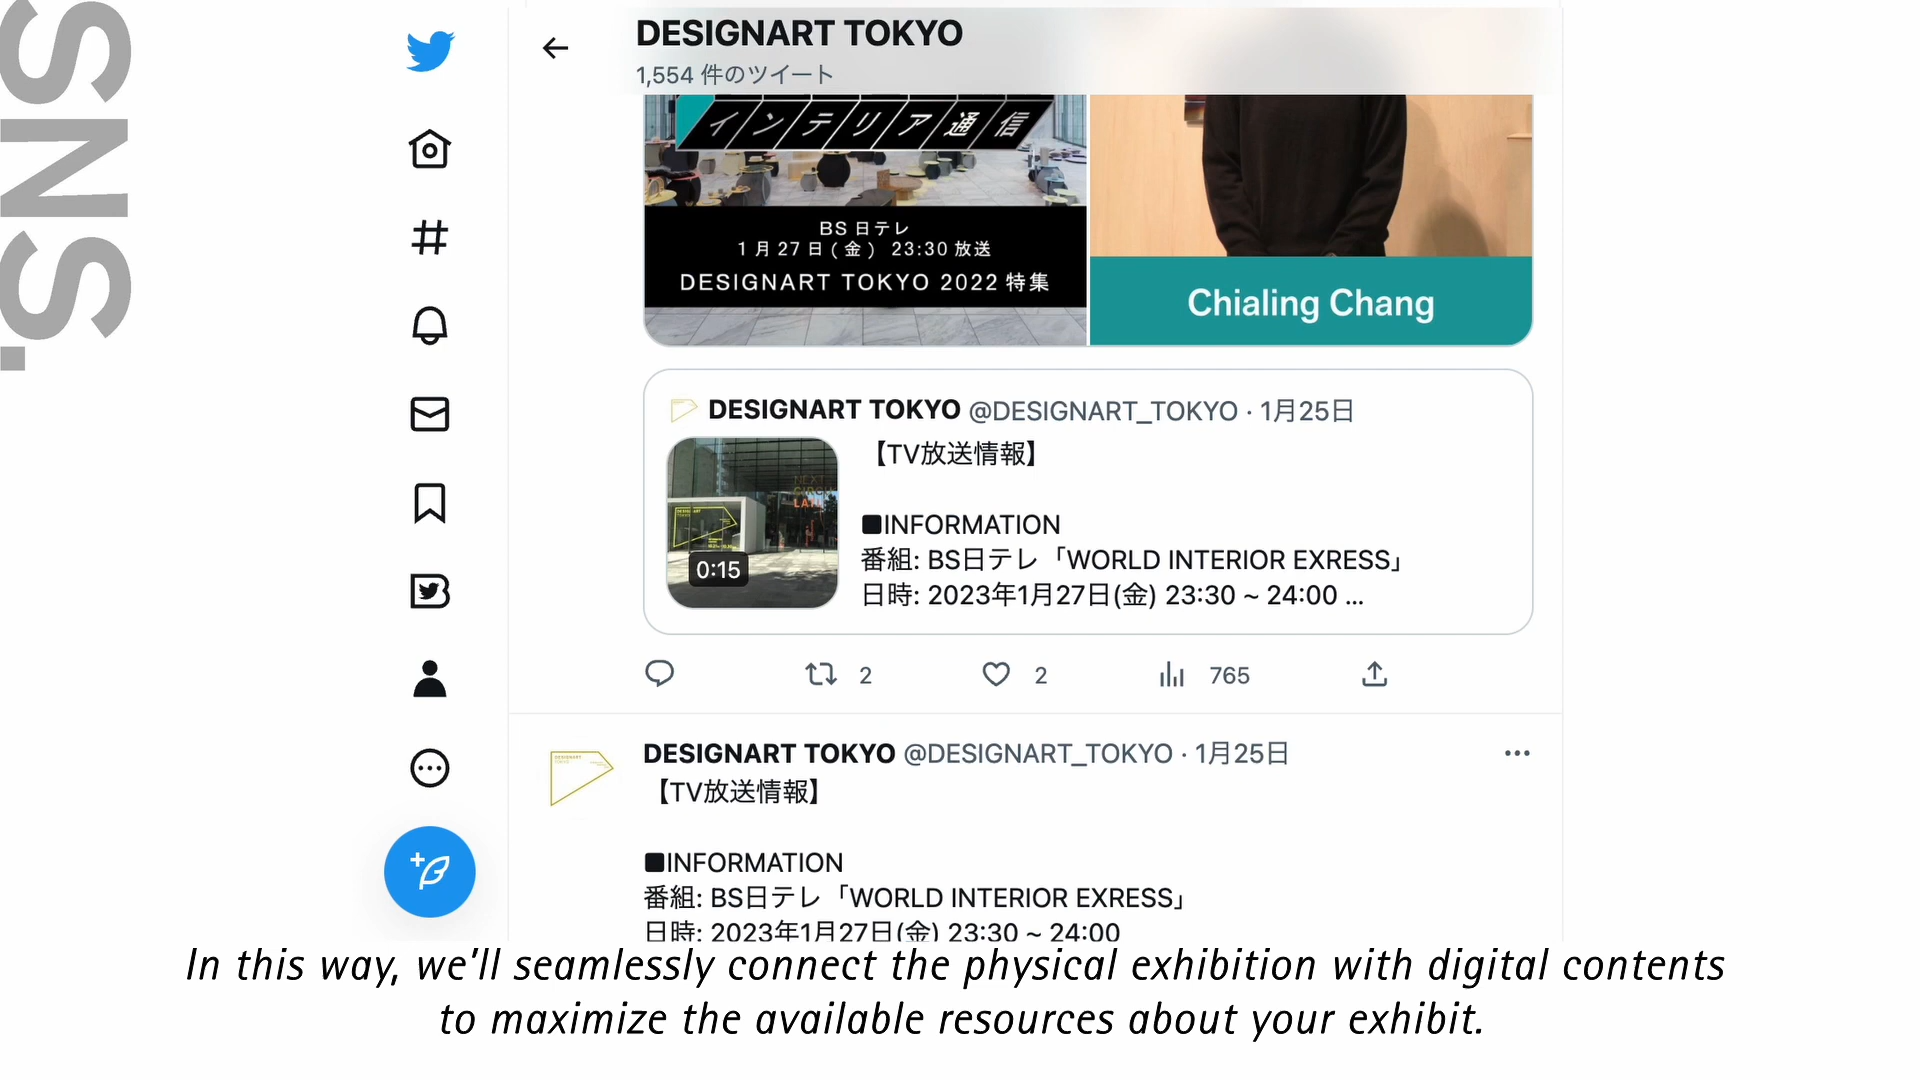 SNS.
DESIGNART TOKYO
1,554 件のツイート
インテリア通信
BS日テレ
1月27日(金) 23:30 放送
DESIGNART TOKYO 2022 特集
Chialing Chang
DESIGNART TOKYO @DESIGNART_TOKYO · 1月25日
【TV放送情報】
■INFORMATION
番組: BS日テレ「WORLD INTERIOR EXRESS」
日時: 2023年1月27日(金) 23:30 ~ 24:00 ...
0:15
2 2 765
DESIGNART TOKYO @DESIGNART_TOKYO · 1月25日
【TV放送情報】
■INFORMATION
番組: BS日テレ「WORLD INTERIOR EXRESS」
日時: 2023年1月27日(金) 23:30 ~ 24:00
In this way, we'll seamlessly connect the physical exhibition with digital contents
to maximize the available resources about your exhibit.